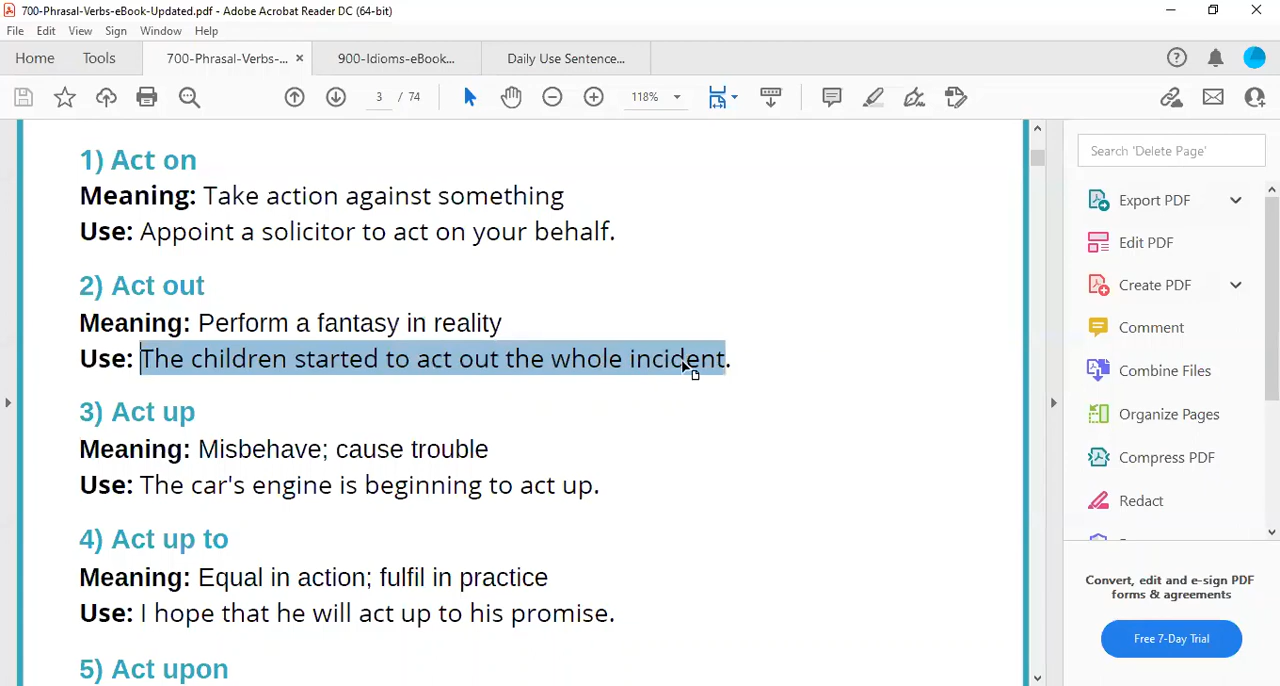 700-Phrasal-Verbs-eBook-Updated.pdf - Adobe Acrobat Reader DC (64-bit)
File Edit View Sign Window Help
Home Tools 700-Phrasal-Verbs-... × 900-Idioms-eBook... Daily Use Sentence...
3 / 74 118%
1) Act on
Meaning: Take action against something
Use: Appoint a solicitor to act on your behalf.
2) Act out
Meaning: Perform a fantasy in reality
Use: The children started to act out the whole incident.
3) Act up
Meaning: Misbehave; cause trouble
Use: The car's engine is beginning to act up.
4) Act up to
Meaning: Equal in action; fulfil in practice
Use: I hope that he will act up to his promise.
5) Act upon
Search 'Delete Page'
Export PDF
Edit PDF
Create PDF
Comment
Combine Files
Organize Pages
Compress PDF
Redact
Convert, edit and e-sign PDF
forms & agreements
Free 7-Day Trial